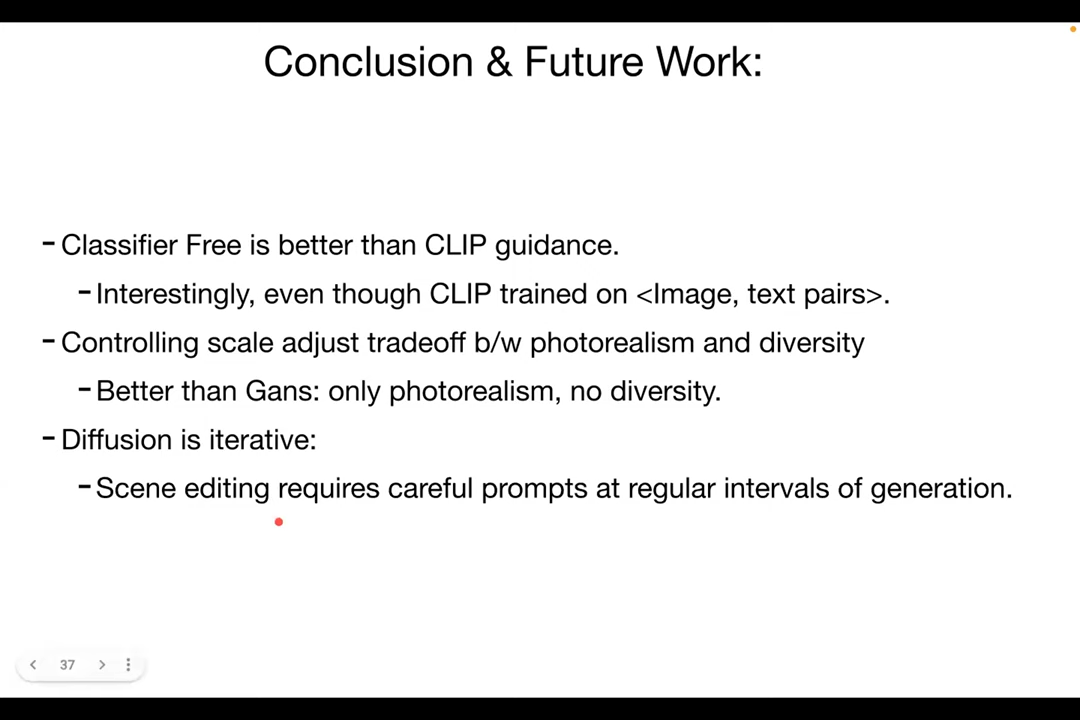 Conclusion & Future Work:
- Classifier Free is better than CLIP guidance.
- Interestingly, even though CLIP trained on <Image, text pairs>.
- Controlling scale adjust tradeoff b/w photorealism and diversity
- Better than Gans: only photorealism, no diversity.
- Diffusion is iterative:
- Scene editing requires careful prompts at regular intervals of generation.
37